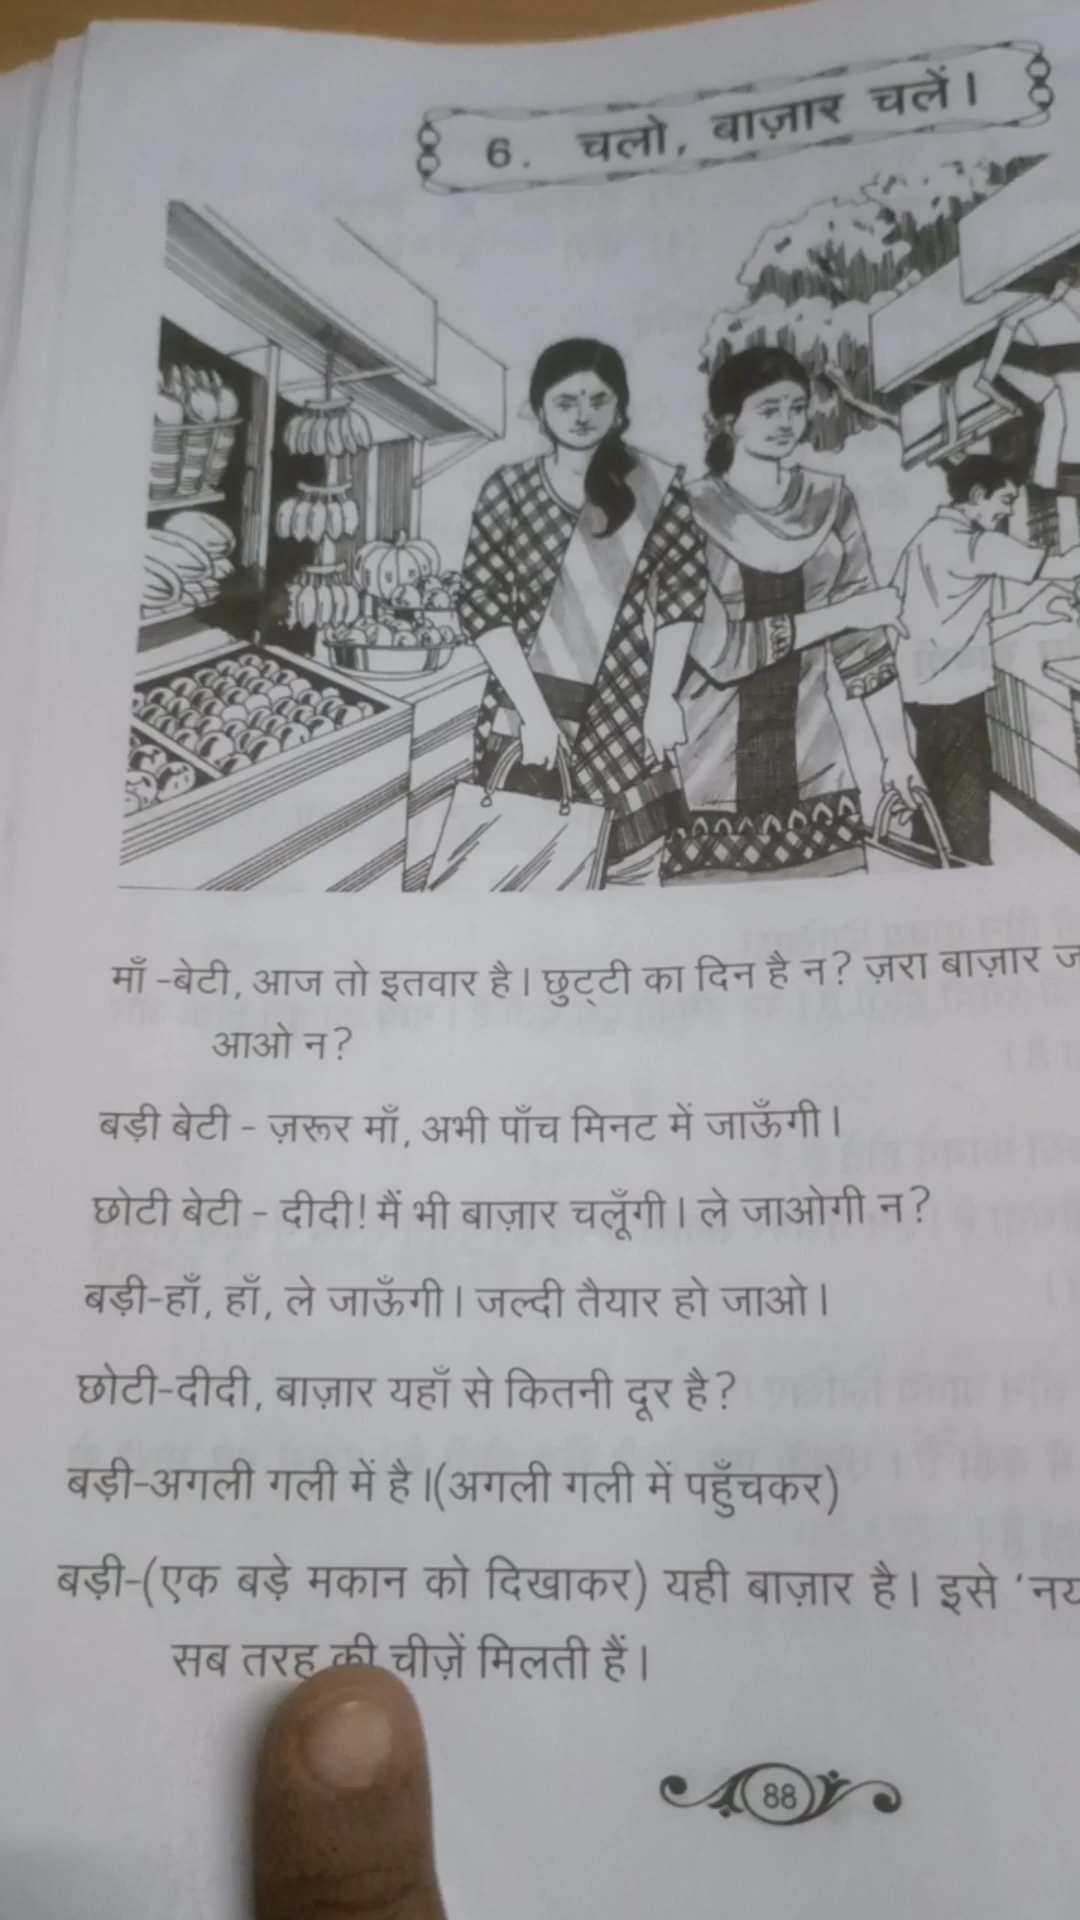 6. चलो, बाज़ार चलें।
माँ -बेटी, आज तो इतवार है। छुट्टी का दिन है न? ज़रा बाज़ार
आओ न?
बड़ी बेटी - ज़रूर माँ, अभी पाँच मिनट में जाऊँगी।
छोटी बेटी - दीदी! मैं भी बाज़ार चलूँगी। ले जाओगी न?
बड़ी-हाँ, हाँ, ले जाऊँगी। जल्दी तैयार हो जाओ।
छोटी-दीदी, बाज़ार यहाँ से कितनी दूर है?
बड़ी-अगली गली में है।(अगली गली में पहुँचकर)
बड़ी-(एक बड़े मकान को दिखाकर) यही बाज़ार है। इसे
सब तरह की चीज़ें मिलती हैं।
88